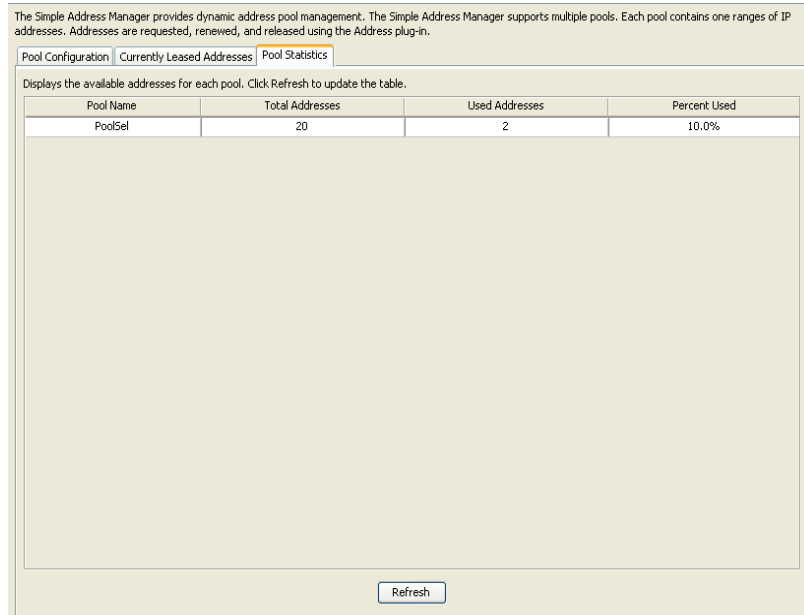 The Simple Address Manager provides dynamic address pool management. The Simple Address Manager supports multiple pools. Each pool contains one ranges of IP
addresses. Addresses are requested, renewed, and released using the Address plug-in.
Pool Configuration Currently Leased Addresses Pool Statistics
Displays the available addresses for each pool. Click Refresh to update the table.
Pool Name Total Addresses Used Addresses Percent Used
PoolSel 20 2 10.0%
Refresh